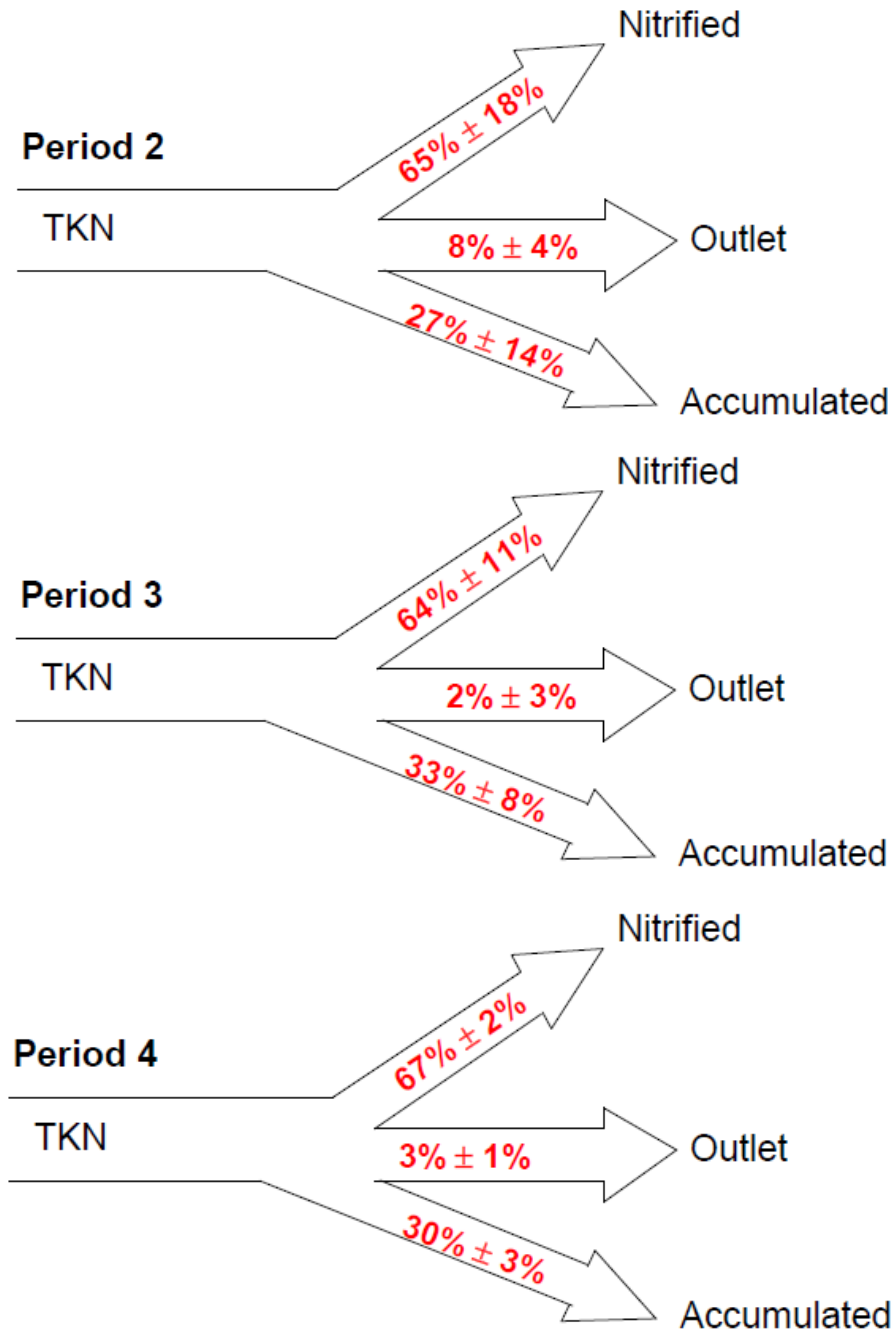 Nitrified
65% ± 18%
Period 2
TKN
8% ± 4%
Outlet
27% ± 14%
Accumulated
Nitrified
64% ± 11%
Period 3
TKN
2% ± 3%
Outlet
33% ± 8%
Accumulated
Nitrified
67% ± 2%
Period 4
TKN
3% ± 1%
Outlet
30% ± 3%
Accumulated